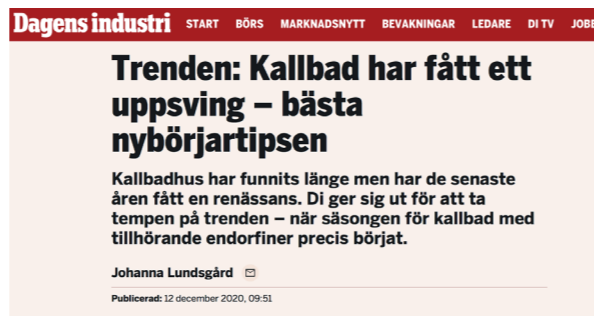 Dagens industri START BÖRS MARKNADSNYTT BEVAKNINGAR LEDARE DI TV
Trenden: Kallbad har fått ett
uppsving – bästa
nybörjartipsen
Kallbadhus har funnits länge men har de senaste
åren fått en renässans. Di ger sig ut för att ta
tempen på trenden – när säsongen för kallbad med
tillhörande endorfiner precis börjat.
Johanna Lundsgård
Publicerad: 12 december 2020, 09:51